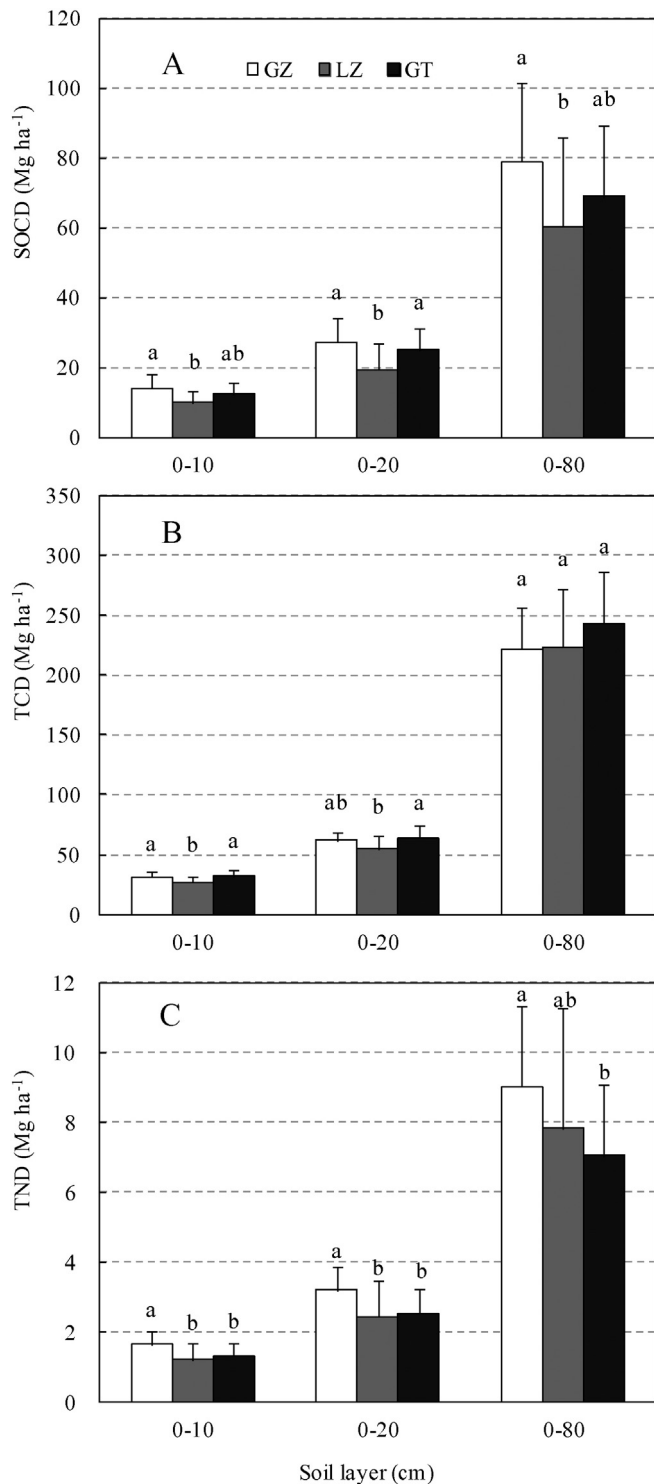 120
100
80
60
40
20
0
SOCD (Mg ha-1)
A
GZ LZ GT
a b ab
a b a
a b ab
0-10 0-20 0-80
350
300
250
200
150
100
50
0
TCD (Mg ha-1)
B
a b a
ab b a
a a a
0-10 0-20 0-80
12
10
8
6
4
2
0
TND (Mg ha-1)
C
a b b
a b b
a ab b
0-10 0-20 0-80
Soil layer (cm)